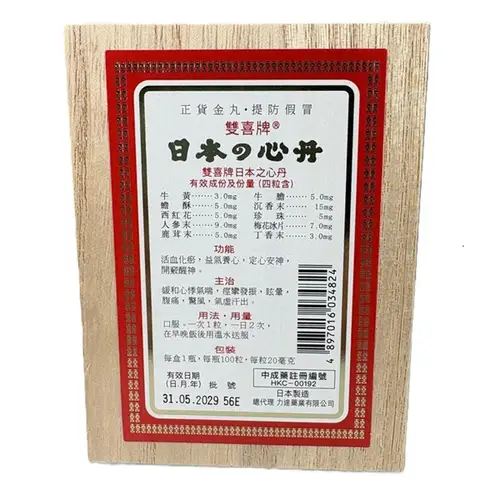 正貨金丸·提防假冒
雙喜牌®
日本の心丹
雙喜牌日本之心丹
有效成份及份量(四粒含)
牛黃 3.0mg 牛膽 5.0mg
蟾酥 5.0mg 沉香末 15mg
西紅花 5.0mg 珍珠 5mg
人參末 9.0mg 梅花冰片 7.0mg
鹿茸末 5.0mg 丁香末 3.0mg
功能
活血化瘀,益氣養心,定心安神,
開竅醒神。
主治
緩和心悸氣喘,痙攣發振,眩暈,
腹痛,驚風,氣虛汗出。
用法·用量
口服。一次1粒,一日2次,
在早晚飯後用溫水送服。
包裝
每盒1瓶,每瓶100粒,每粒20毫克
有效日期
(日.月.年) 批號
31.05.2029 56E
中成藥註冊編號
HKC-00192
日本製造
總代理 力達藥業有限公司
4897016034824